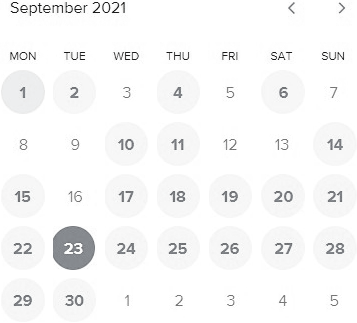 September 2021
MON TUE WED THU FRI SAT SUN
1 2 3 4 5 6 7
8 9 10 11 12 13 14
15 16 17 18 19 20 21
22 23 24 25 26 27 28
29 30 1 2 3 4 5